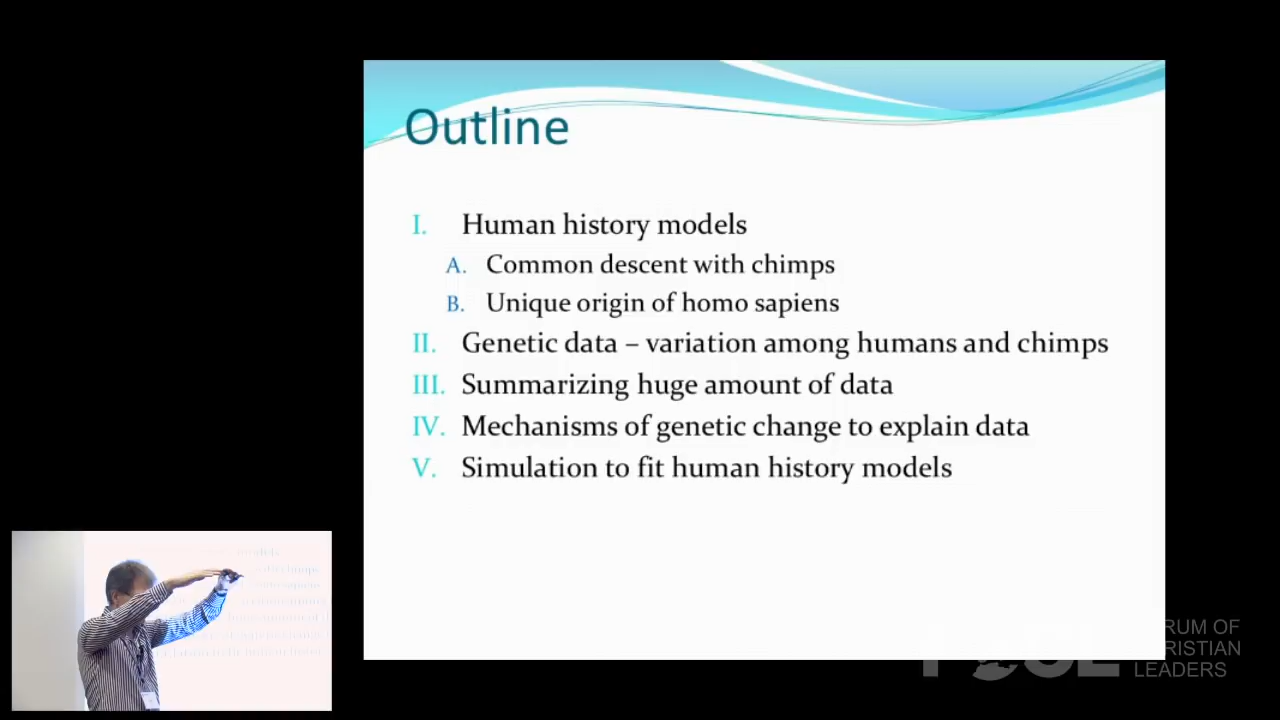 Outline
I. Human history models
A. Common descent with chimps
B. Unique origin of homo sapiens
II. Genetic data – variation among humans and chimps
III. Summarizing huge amount of data
IV. Mechanisms of genetic change to explain data
V. Simulation to fit human history models
models
RUM OF
RISTIAN
LEADERS